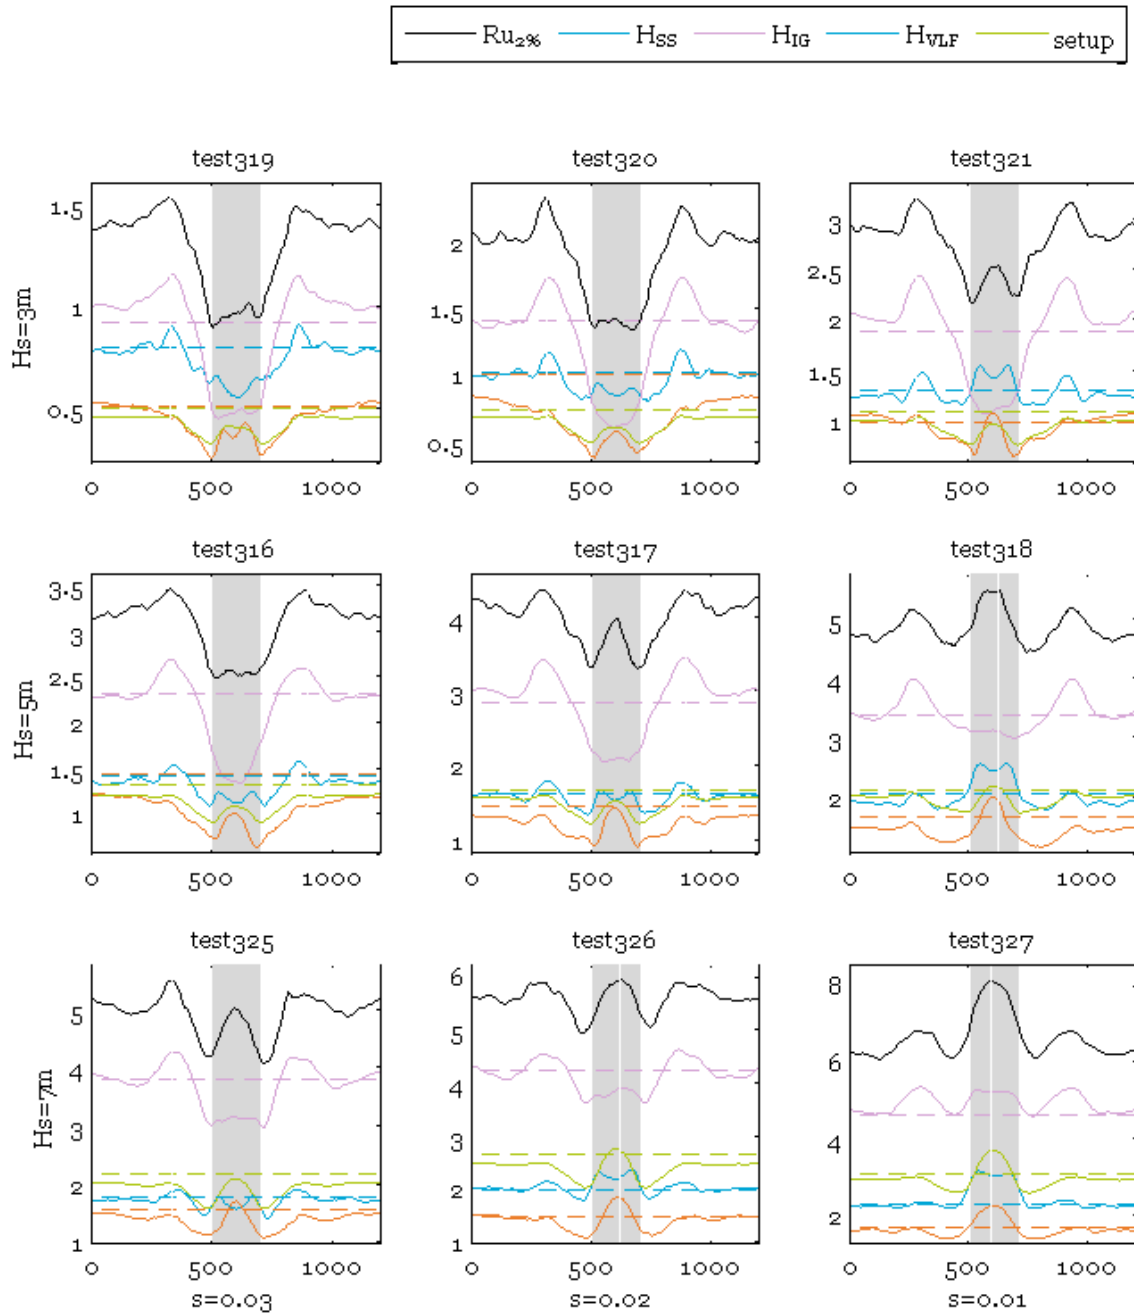 Ru2% HSS HIG HVLF setup
test319 test320 test321
Hs=3m
1.5
1
0.5
0 500 1000
2
1.5
1
0.5
0 500 1000
3
2.5
2
1.5
1
0 500 1000
test316 test317 test318
Hs=5m
3.5
3
2.5
2
1.5
1
0 500 1000
4
3
2
1
0 500 1000
5
4
3
2
0 500 1000
test325 test326 test327
Hs=7m
5
4
3
2
1
0 500 1000
s=0.03
6
5
4
3
2
1
0 500 1000
s=0.02
8
6
4
2
0 500 1000
s=0.01